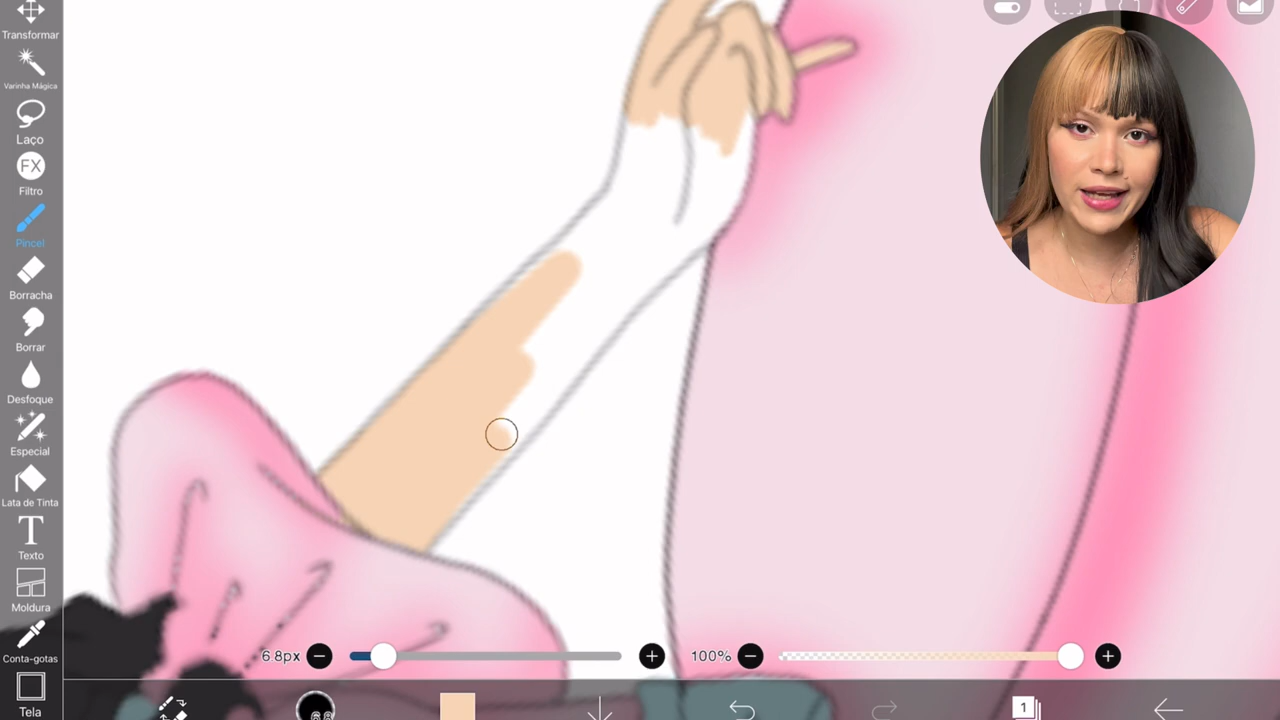 Transformar
Varinha Mágica
Laço
FX
Filtro
Pincel
Borracha
Borrar
Desfoque
Especial
Lata de Tinta
T
Texto
Moldura
Conta-gotas
Tela
6.8px
100%
1